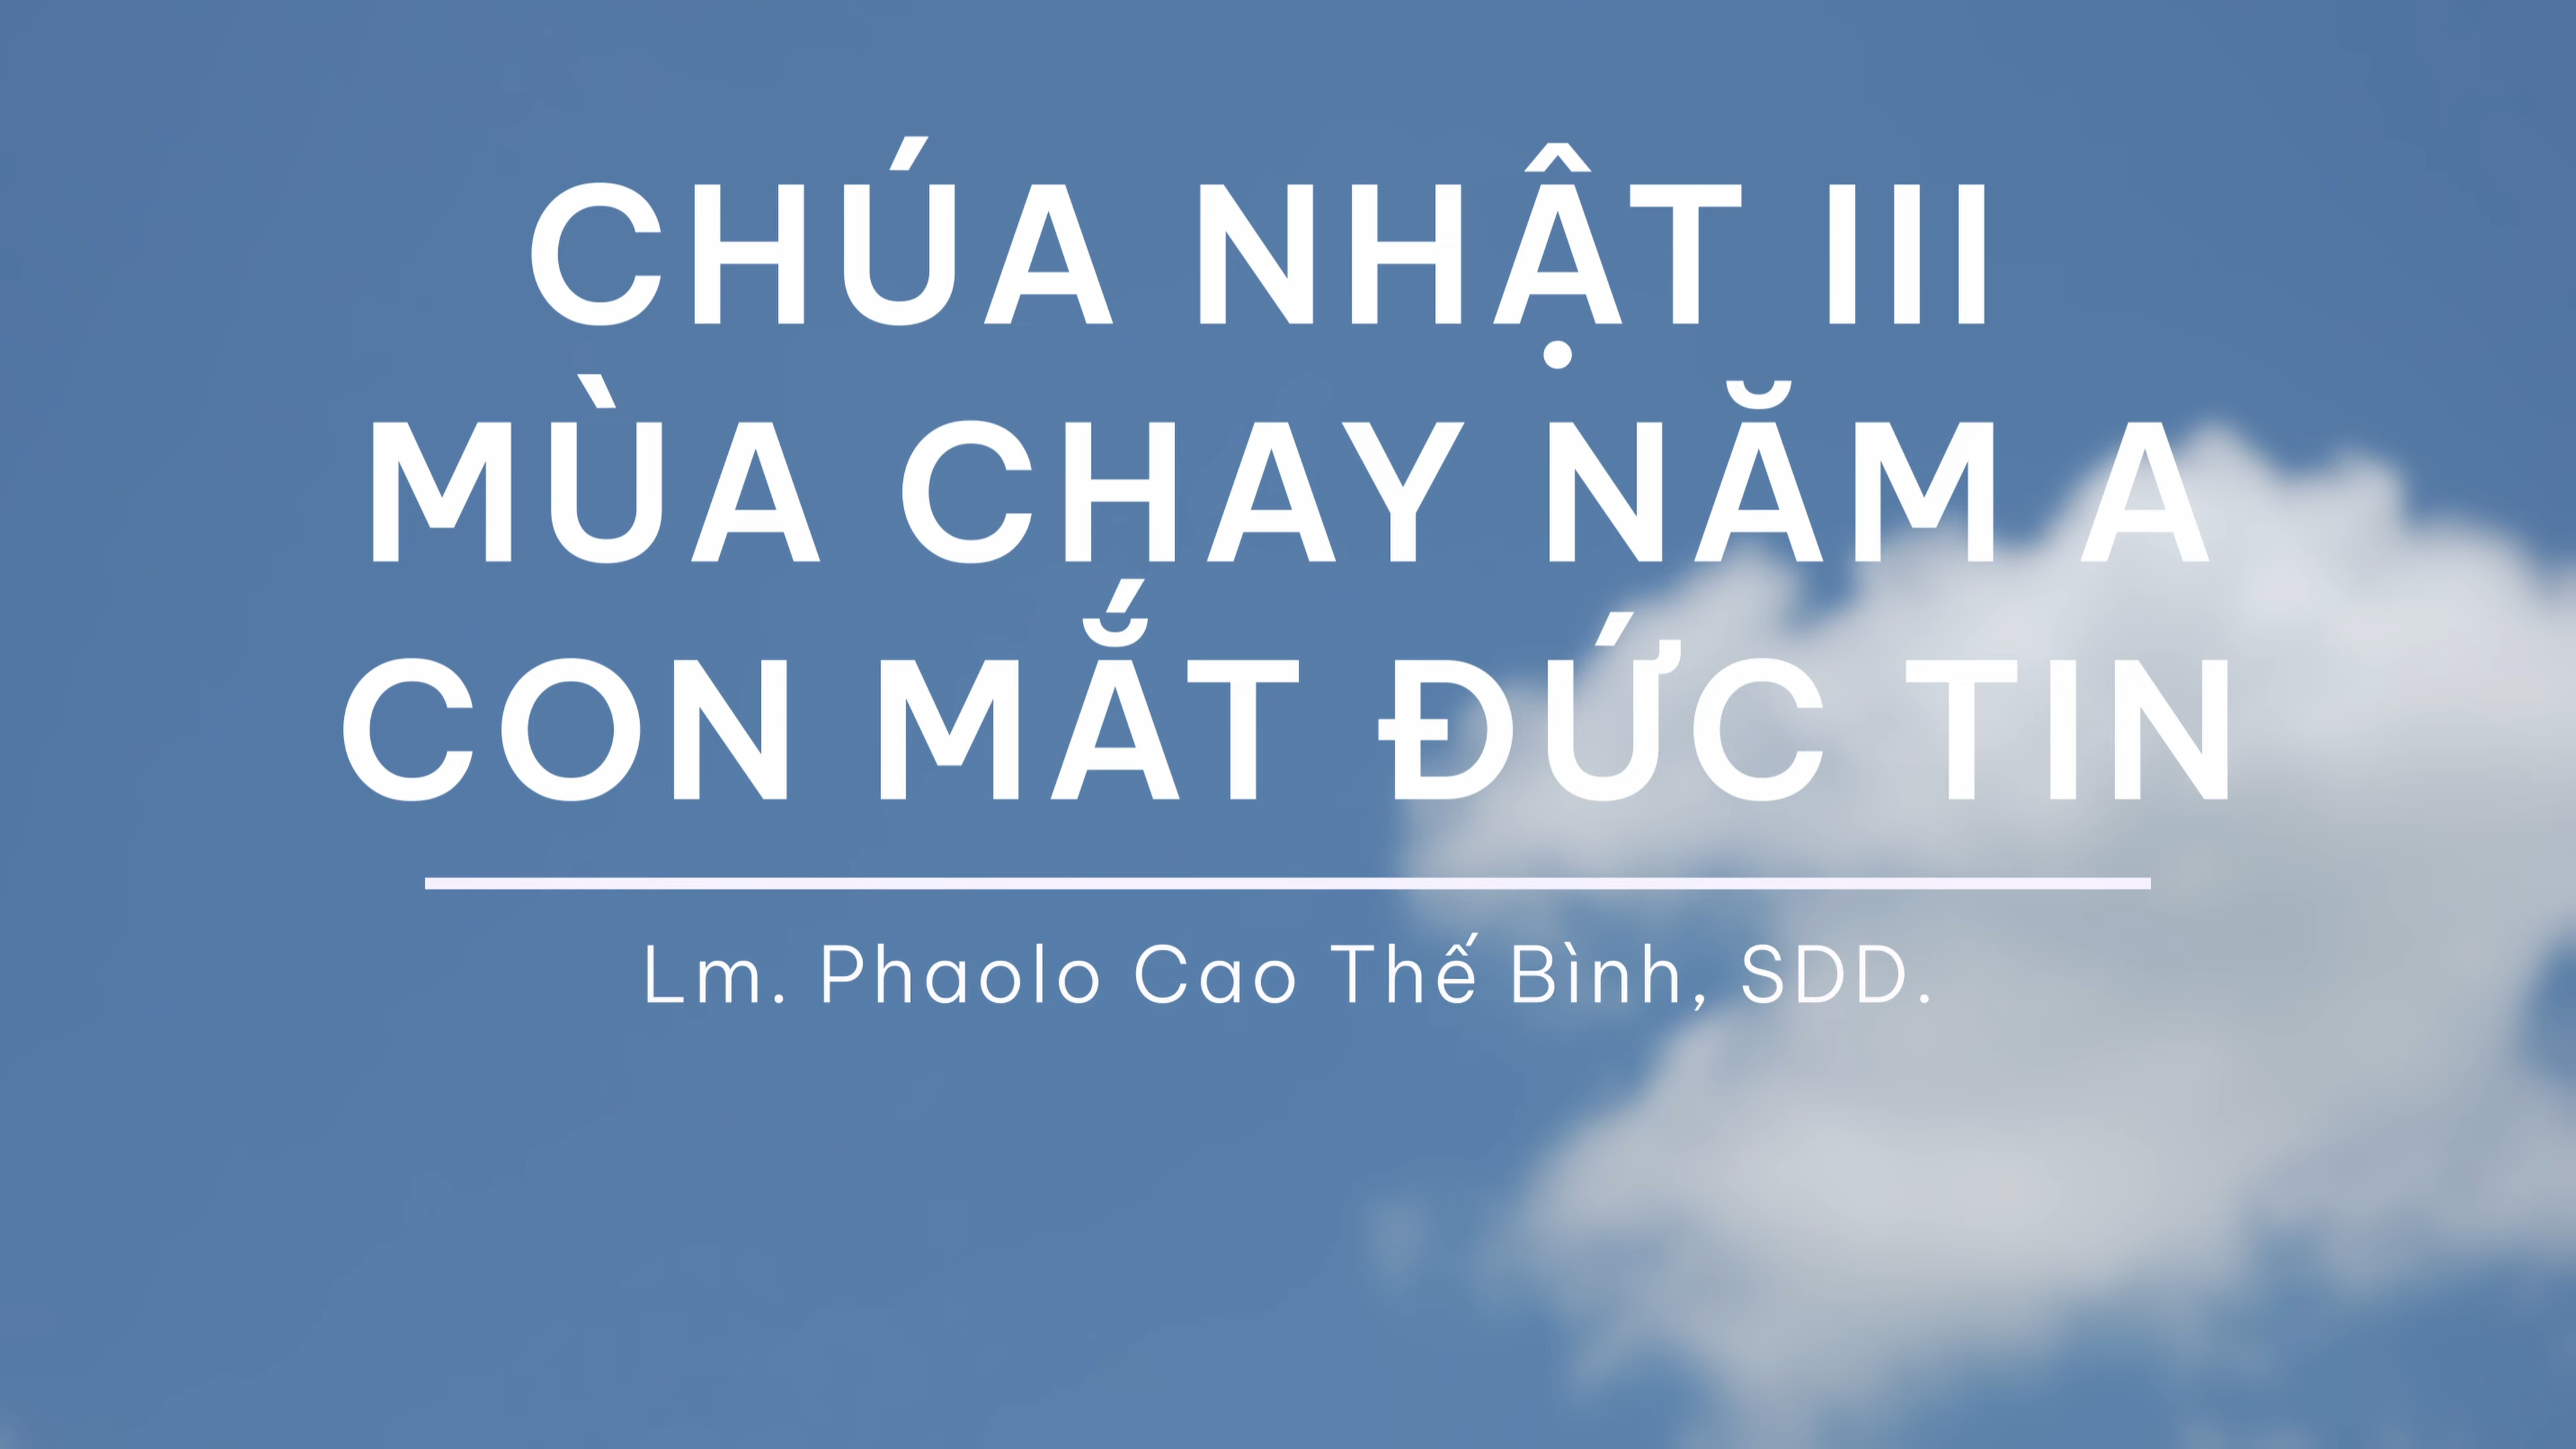 CHÚA NHẬT III
MÙA CHAY NĂM A
CON MẮT ĐỨC TIN
Lm. Phaolo Cao Thế Bình, SDD.